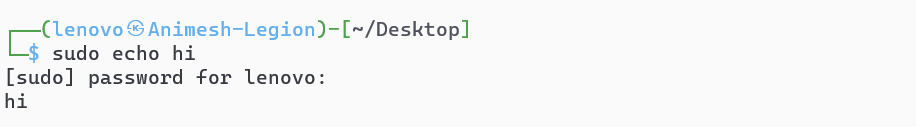 ┌──(lenovo㉿Animesh-Legion)-[~/Desktop]
└─$ sudo echo hi
[sudo] password for lenovo:
hi